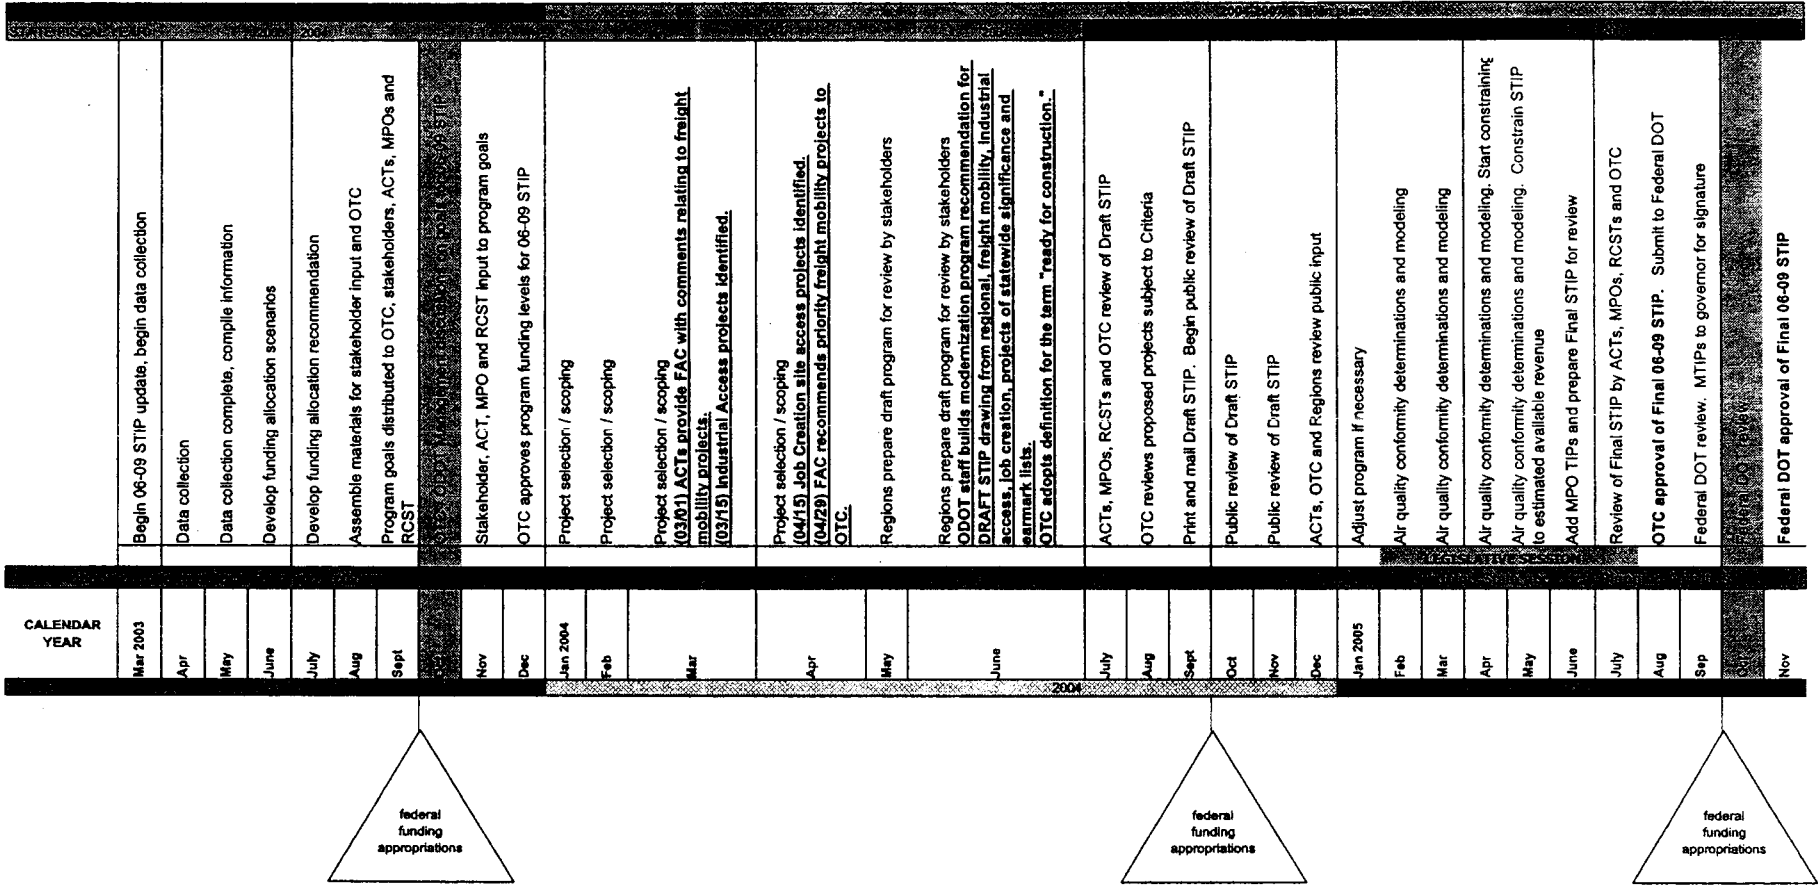 CALENDAR
YEAR
Mar 2003
Begin 06-09 STIP update, begin data collection
Apr
Data collection
May
Data collection complete, compile information
June
Develop funding allocation scenarios
July
Develop funding allocation recommendation
Aug
Assemble materials for stakeholder input and OTC
Sept
Program goals distributed to OTC, stakeholders, ACTs, MPOs and
RCST
Nov
Stakeholder, ACT, MPO and RCST input to program goals
Dec
OTC approves program funding levels for 06-09 STIP
Jan 2004
Project selection / scoping
Feb
Project selection / scoping
Mar
Project selection / scoping
(03/01) ACTs provide FAC with comments relating to freight
mobility projects.
(03/15) Industrial Access projects identified.
Apr
Project selection / scoping
(04/15) Job Creation site access projects identified.
(04/29) FAC recommends priority freight mobility projects to
OTC.
May
Regions prepare draft program for review by stakeholders
June
Regions prepare draft program for review by stakeholders
ODOT staff builds modernization program recommendation for
DRAFT STIP drawing from regional, freight mobility, industrial
access, job creation, projects of statewide significance and
earmark lists.
OTC adopts definition for the term "ready for construction."
July
ACTs, MPOs, RCSTs and OTC review of Draft STIP
Aug
OTC reviews proposed projects subject to Criteria
Sept
Print and mail Draft STIP. Begin public review of Draft STIP
Oct
Public review of Draft STIP
Nov
Public review of Draft STIP
Dec
ACTs, OTC and Regions review public input
Jan 2005
Adjust program if necessary
Feb
Air quality conformity determinations and modeling
Mar
Air quality conformity determinations and modeling
Apr
Air quality conformity determinations and modeling. Start constraining
May
Air quality conformity determinations and modeling. Constrain STIP
to estimated available revenue
June
Add MPO TIPs and prepare Final STIP for review
July
Review of Final STIP by ACTs, MPOs, RCSTs and OTC
Aug
OTC approval of Final 06-09 STIP. Submit to Federal DOT
Sep
Federal DOT review. MTIPs to governor for signature
Oct
Federal DOT review
Nov
Federal DOT approval of Final 06-09 STIP
LEGISLATIVE SESSION
2004
federal
funding
appropriations
federal
funding
appropriations
federal
funding
appropriations